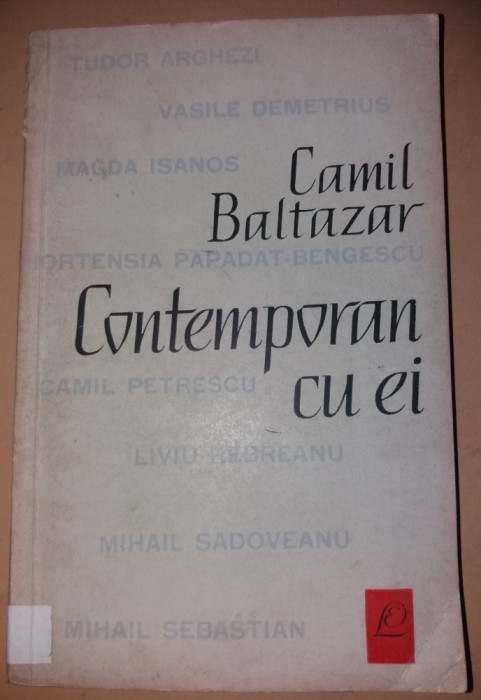 TUDOR ARGHEZI
VASILE DEMETRIUS
MAGDA ISANOS
Camil
Baltazar
HORTENSIA PAPADAT-BENGESCU
Contemporan
CAMIL PETRESCU
cu ei
LIVIU REBREANU
MIHAIL SADOVEANU
MIHAIL SEBASTIAN